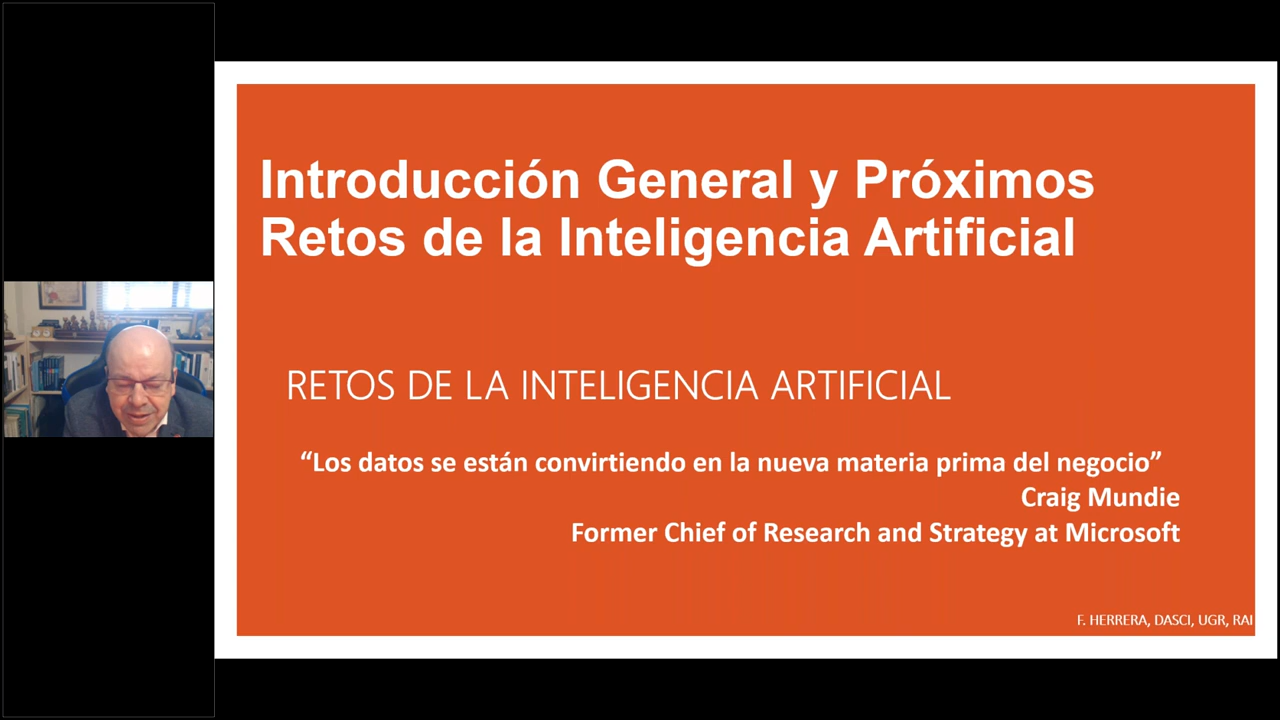 Introducción General y Próximos
Retos de la Inteligencia Artificial
RETOS DE LA INTELIGENCIA ARTIFICIAL
“Los datos se están convirtiendo en la nueva materia prima del negocio”
Craig Mundie
Former Chief of Research and Strategy at Microsoft
F. HERRERA, DASCI, UGR, RAI